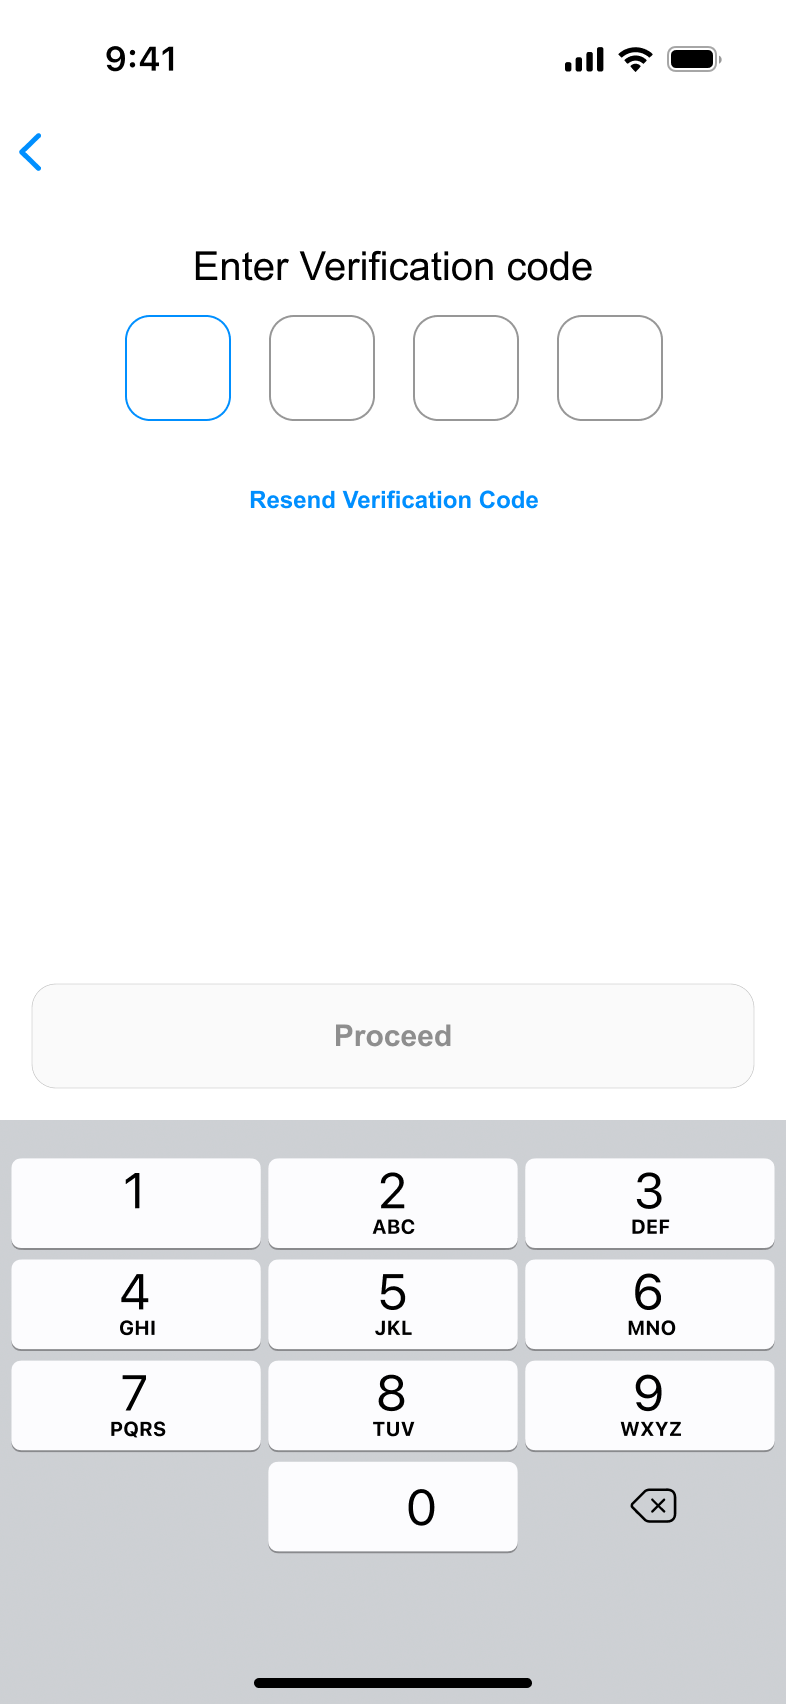 9:41
Enter Verification code
Resend Verification Code
Proceed
1 2 3
ABC DEF
4 5 6
GHI JKL MNO
7 8 9
PQRS TUV WXYZ
0